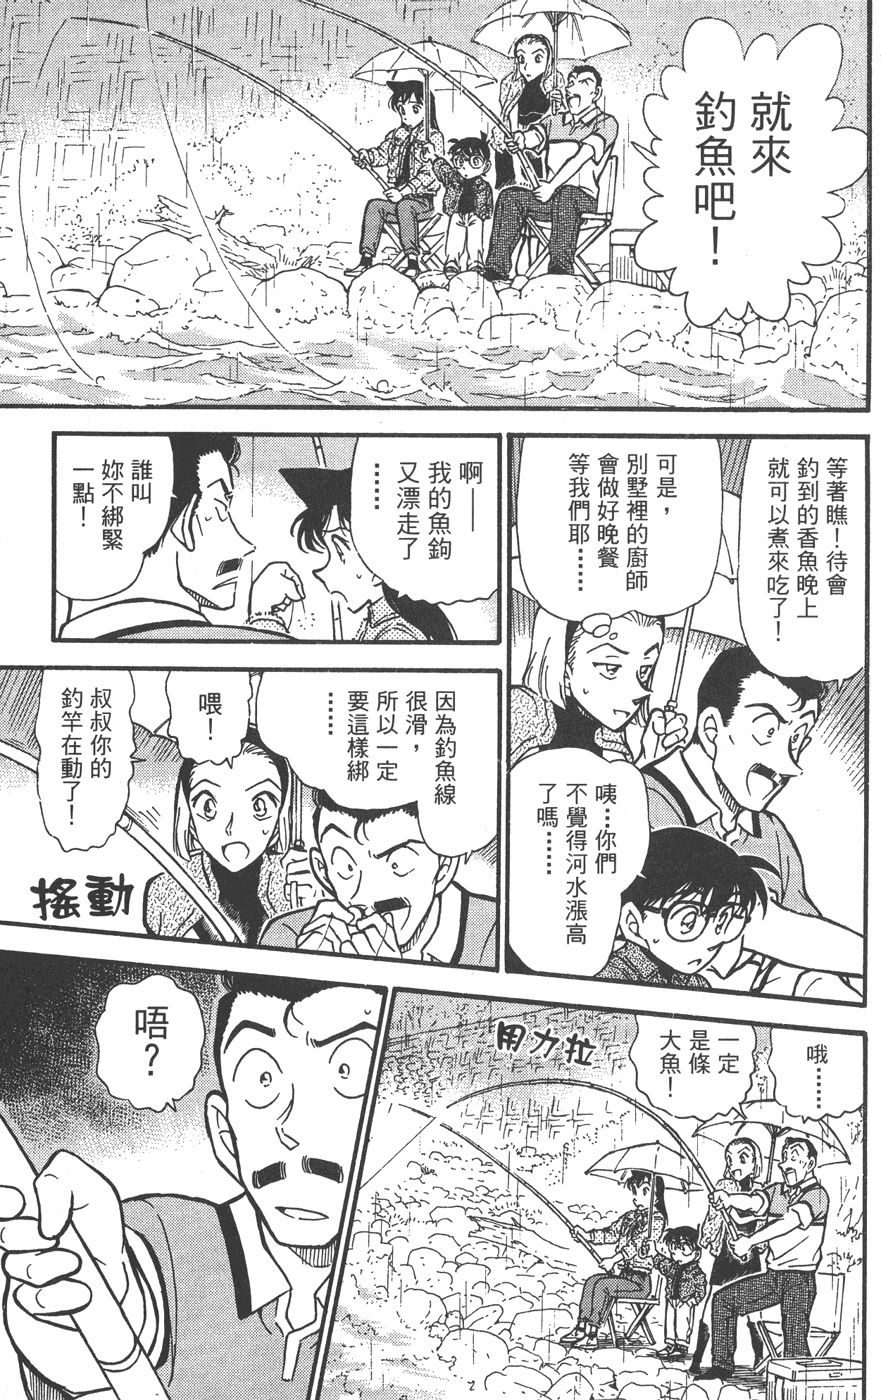 就來
釣魚吧！
等著瞧！待會
釣到的香魚晚上
就可以煮來吃了！
可是，
別墅裡的廚師
會做好晚餐
等我們耶……
咦…你們
不覺得河水漲高
了嗎……
啊——
我的魚鉤
又漂走了
……
誰叫
妳不綁緊
一點！
因為釣魚線
很滑，
所以一定
要這樣綁
……
喂！
叔叔你的
釣竿在動了！
搖動
哦……
一定
是條
大魚！
用力拉
唔？